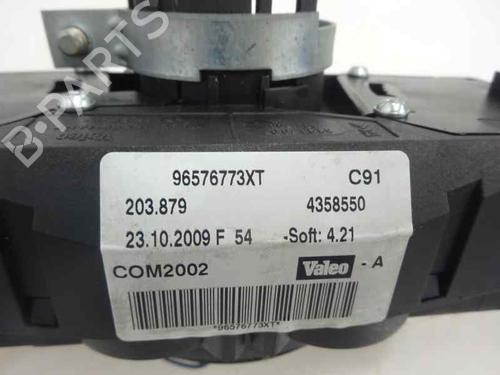 B-PARTS
96576773XT C91
203.879 4358550
23.10.2009 F 54 -Soft: 4.21
COM2002 Valeo - A
*96576773XT*